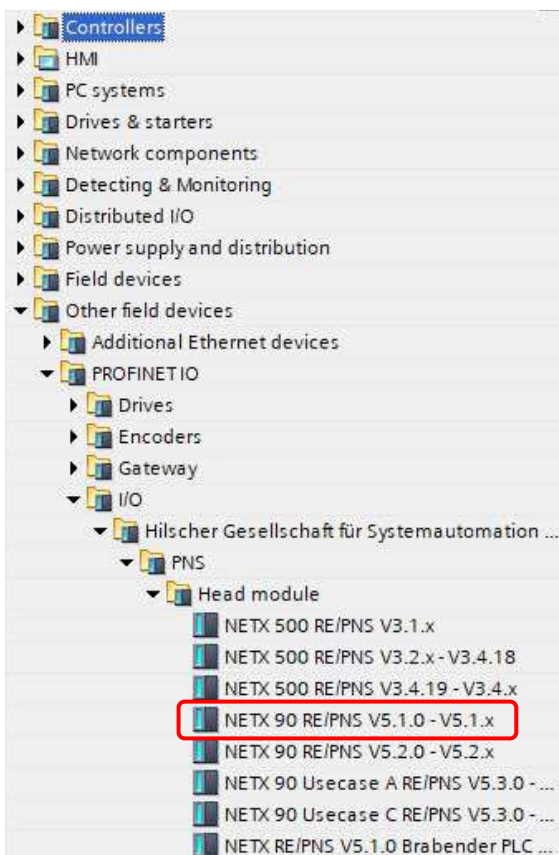 Controllers
HMI
PC systems
Drives & starters
Network components
Detecting & Monitoring
Distributed I/O
Power supply and distribution
Field devices
Other field devices
Additional Ethernet devices
PROFINET IO
Drives
Encoders
Gateway
I/O
Hilscher Gesellschaft für Systemautomation ...
PNS
Head module
NETX 500 RE/PNS V3.1.x
NETX 500 RE/PNS V3.2.x - V3.4.18
NETX 500 RE/PNS V3.4.19 - V3.4.x
NETX 90 RE/PNS V5.1.0 - V5.1.x
NETX 90 RE/PNS V5.2.0 - V5.2.x
NETX 90 Usecase A RE/PNS V5.3.0 - ...
NETX 90 Usecase C RE/PNS V5.3.0 - ...
NETX RE/PNS V5.1.0 Brabender PLC ...